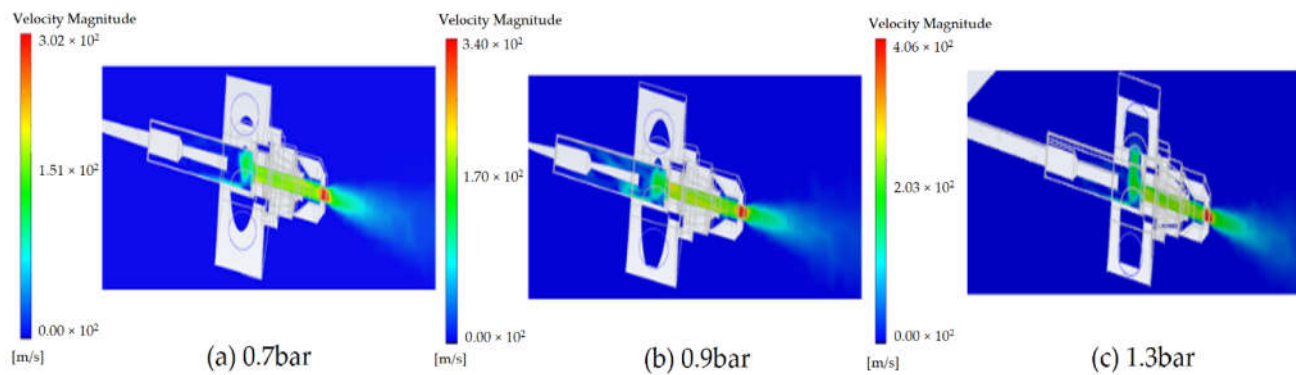 Velocity Magnitude
3.02 × 10²
1.51 × 10²
0.00 × 10²
[m/s]
(a) 0.7bar
Velocity Magnitude
3.40 × 10²
1.70 × 10²
0.00 × 10²
[m/s]
(b) 0.9bar
Velocity Magnitude
4.06 × 10²
2.03 × 10²
0.00 × 10²
[m/s]
(c) 1.3bar